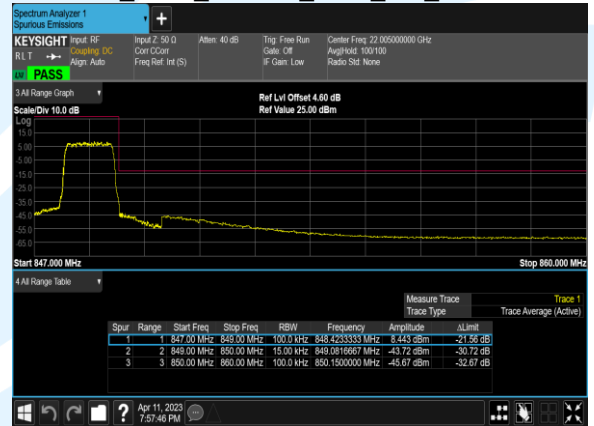 Spectrum Analyzer 1
Spurious Emissions
KEYSIGHT Input: RF Input Z: 50 Ω Atten: 40 dB Trig: Free Run Center Freq: 22.005000000 GHz
RLT Coupling: DC Corr CCorr Gate: Off Avg|Hold: 100/100
Align: Auto Freq Ref: Int (S) IF Gain: Low Radio Std: None
PASS
3 All Range Graph
Ref Lvl Offset 4.60 dB
Scale/Div 10.0 dB Ref Value 25.00 dBm
Log
15.0
5.00
-5.00
-15.0
-25.0
-35.0
-45.0
-55.0
-65.0
Start 847.000 MHz Stop 860.000 MHz
4 All Range Table
Measure Trace Trace 1
Trace Type Trace Average (Active)
Spur Range Start Freq Stop Freq RBW Frequency Amplitude ΔLimit
1 1 847.00 MHz 849.00 MHz 100.0 kHz 848.4233333 MHz 8.443 dBm -21.56 dB
2 2 849.00 MHz 850.00 MHz 15.00 kHz 849.0816667 MHz -43.72 dBm -30.72 dB
3 3 850.00 MHz 860.00 MHz 100.0 kHz 850.1500000 MHz -45.67 dBm -32.67 dB
Apr 11, 2023
7:57:46 PM